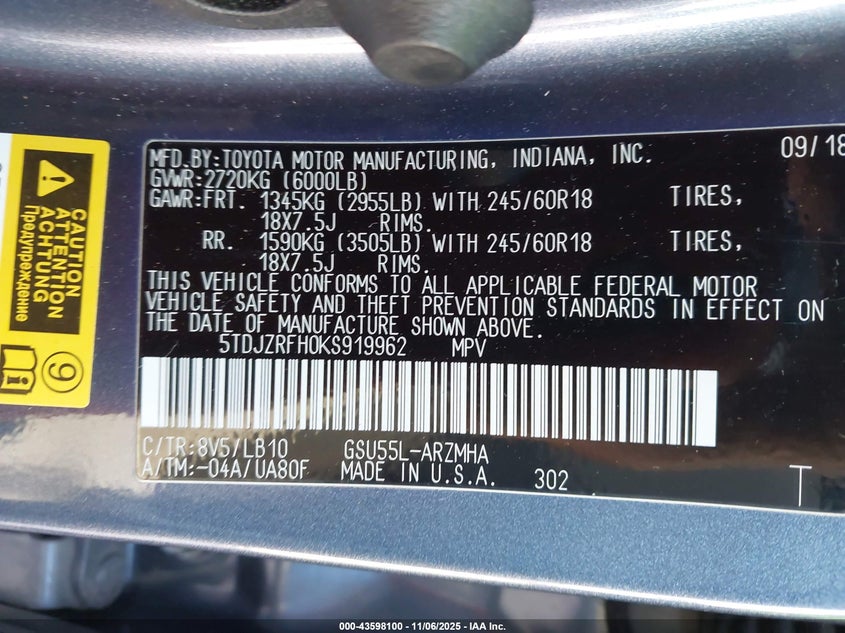 MFD.BY:TOYOTA MOTOR MANUFACTURING, INDIANA, INC. 09/18
GVWR:2720KG (6000LB)
GAWR:FRT. 1345KG (2955LB) WITH 245/60R18 TIRES,
18X7.5J RIMS.
RR. 1590KG (3505LB) WITH 245/60R18 TIRES,
18X7.5J RIMS.
THIS VEHICLE CONFORMS TO ALL APPLICABLE FEDERAL MOTOR
VEHICLE SAFETY AND THEFT PREVENTION STANDARDS IN EFFECT ON
THE DATE OF MANUFACTURE SHOWN ABOVE.
5TDJZRFH0KS919962 MPV
C/TR:8V5/LB10 GSU55L-ARZMHA
A/TM:-04A/UA80F MADE IN U.S.A. 302 T
CAUTION
ATTENTION
ACHTUNG
Предупреждение
9
000-43598100 - 11/06/2025 - IAA Inc.